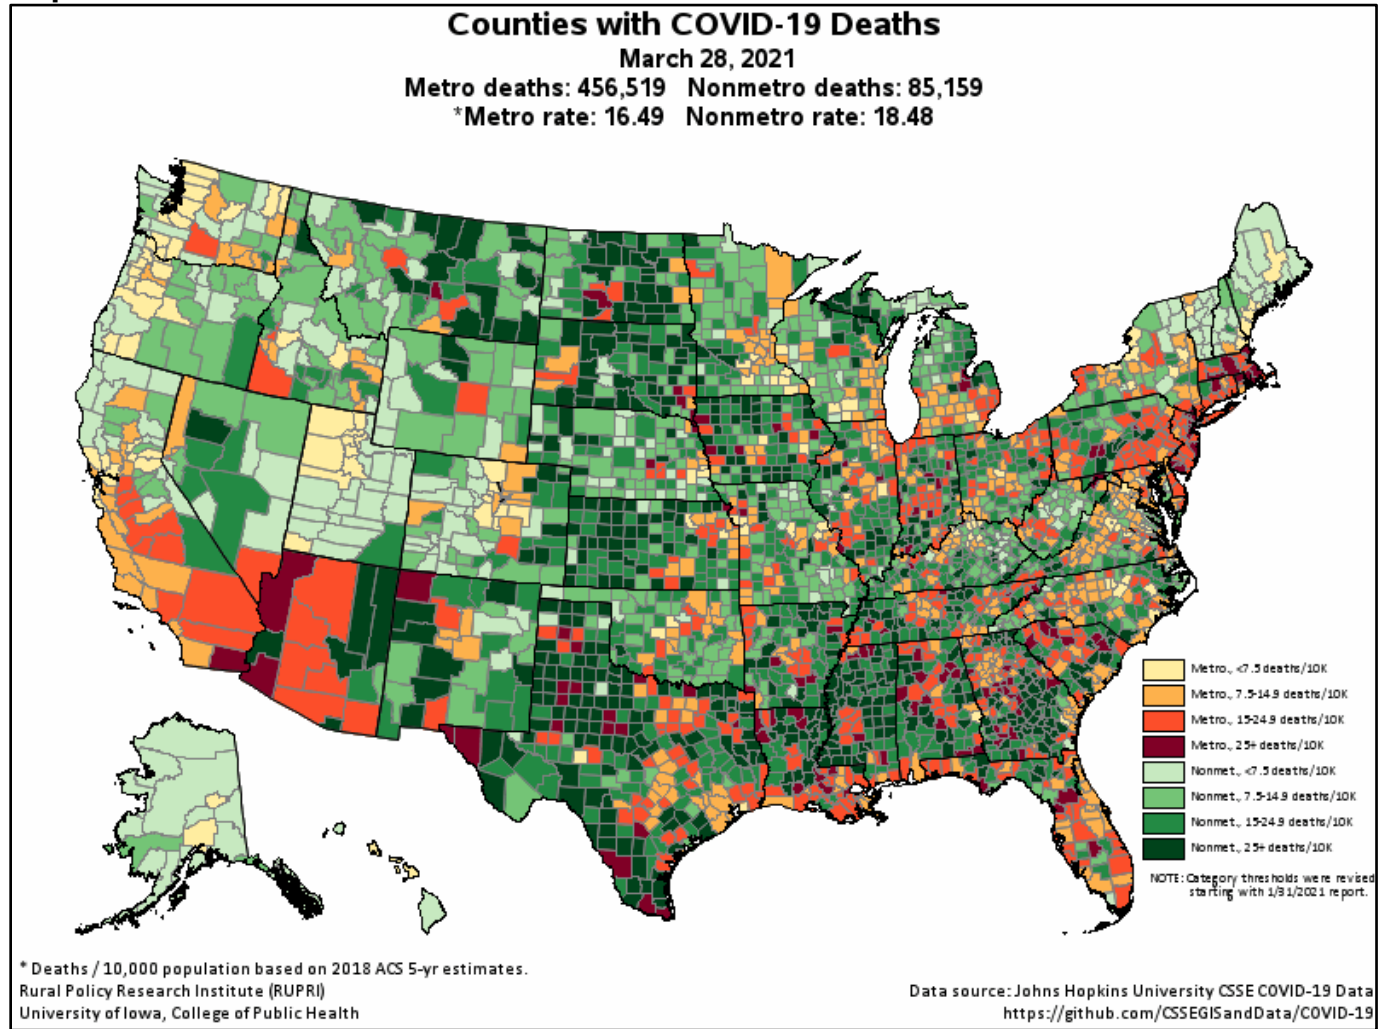 Counties with COVID-19 Deaths
March 28, 2021
Metro deaths: 456,519 Nonmetro deaths: 85,159
*Metro rate: 16.49 Nonmetro rate: 18.48
Metro., <7.5 deaths/10K
Metro., 7.5-14.9 deaths/10K
Metro., 15-24.9 deaths/10K
Metro., 25+ deaths/10K
Nonmet., <7.5 deaths/10K
Nonmet., 7.5-14.9 deaths/10K
Nonmet., 15-24.9 deaths/10K
Nonmet., 25+ deaths/10K
NOTE: Category thresholds were revised
starting with 1/31/2021 report.
* Deaths / 10,000 population based on 2018 ACS 5-yr estimates.
Rural Policy Research Institute (RUPRI)
University of Iowa, College of Public Health
Data source: Johns Hopkins University CSSE COVID-19 Data
https://github.com/CSSEGISandData/COVID-19